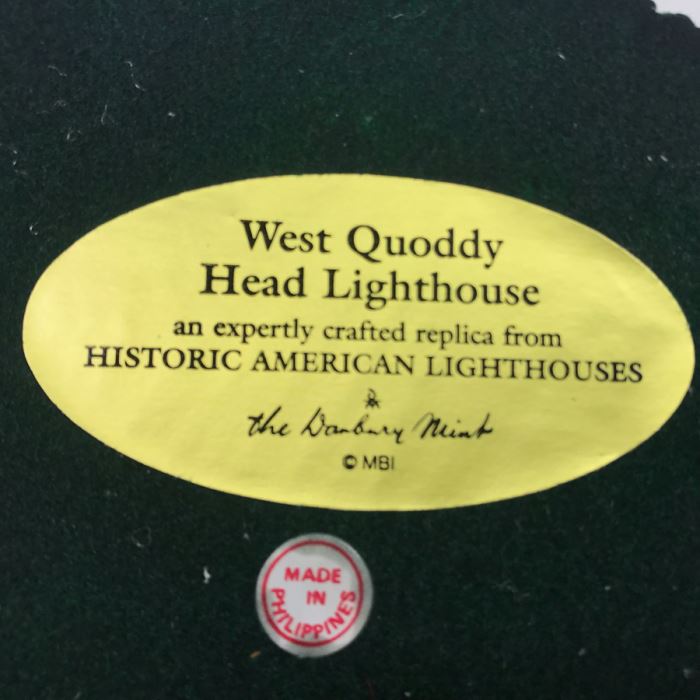 West Quoddy
Head Lighthouse
an expertly crafted replica from
HISTORIC AMERICAN LIGHTHOUSES
the Danbury Mint
© MBI
MADE
IN
PHILIPPINES